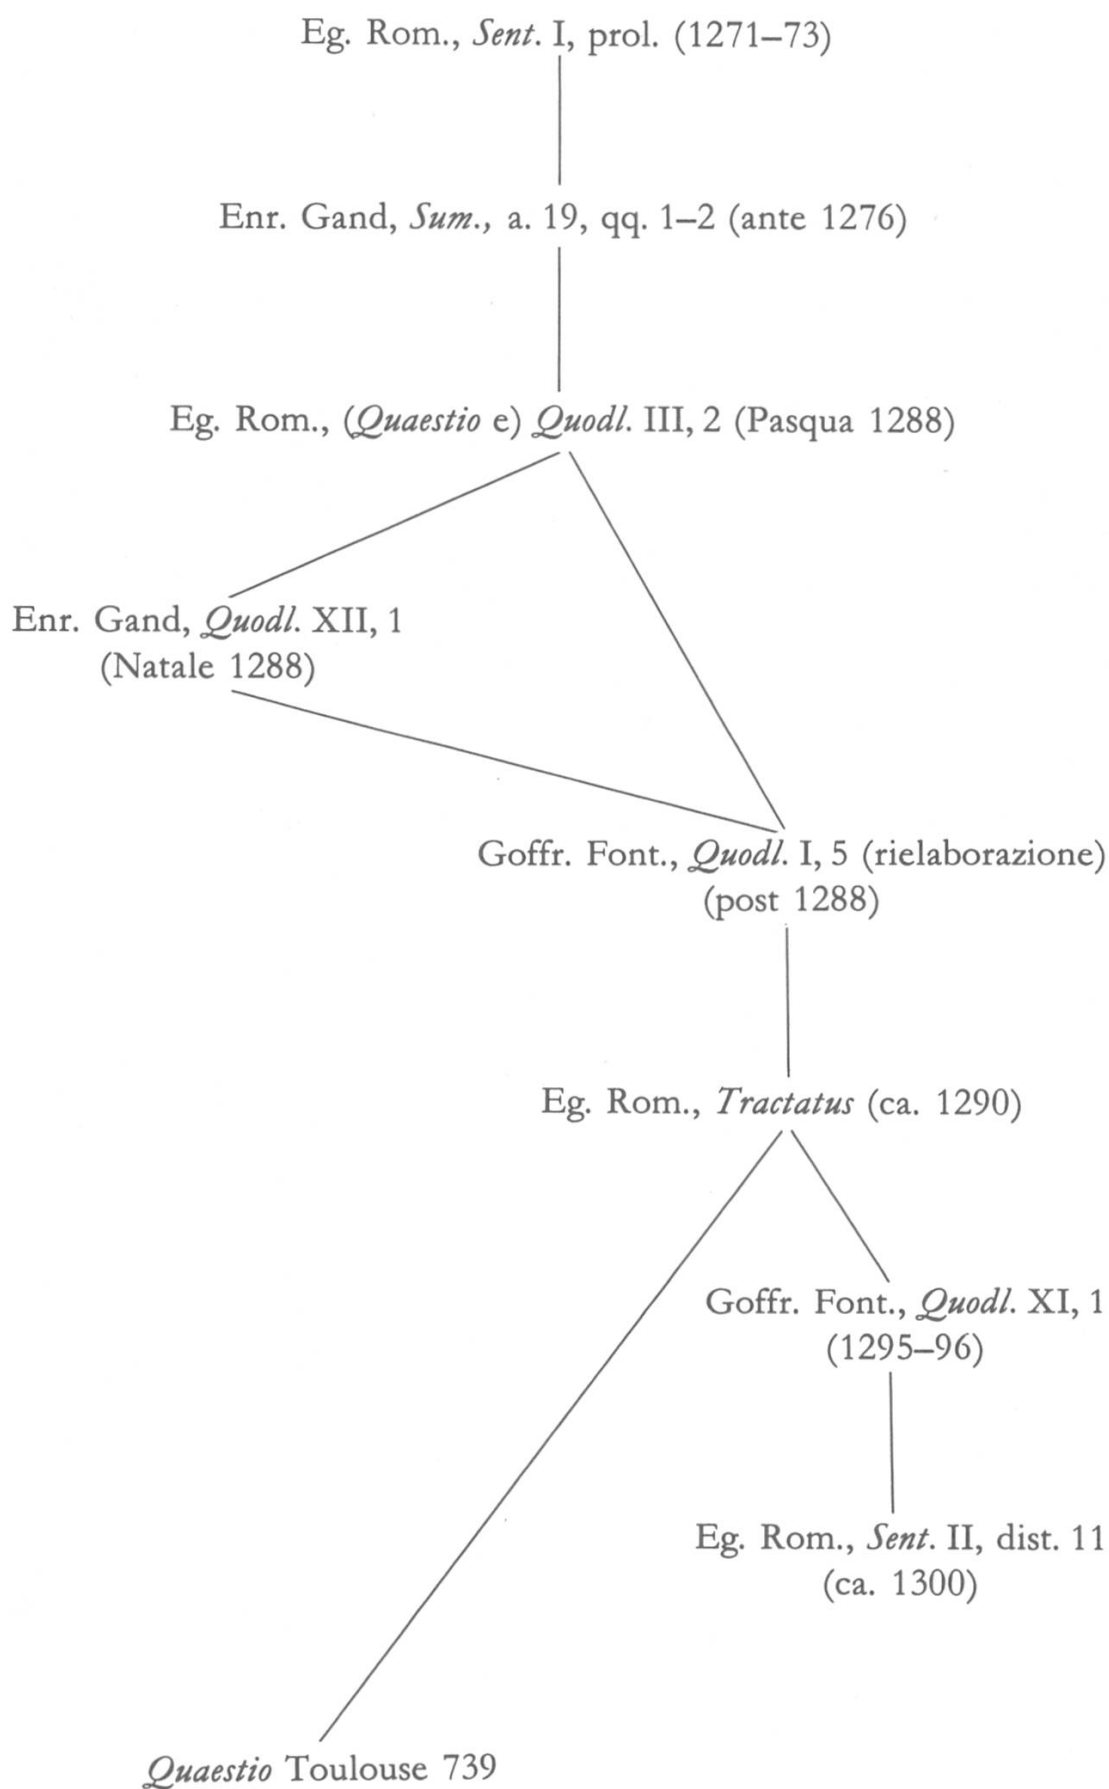 Eg. Rom., Sent. I, prol. (1271–73)
Enr. Gand, Sum., a. 19, qq. 1–2 (ante 1276)
Eg. Rom., (Quaestio e) Quodl. III, 2 (Pasqua 1288)
Enr. Gand, Quodl. XII, 1
(Natale 1288)
Goffr. Font., Quodl. I, 5 (rielaborazione)
(post 1288)
Eg. Rom., Tractatus (ca. 1290)
Goffr. Font., Quodl. XI, 1
(1295–96)
Eg. Rom., Sent. II, dist. 11
(ca. 1300)
Quaestio Toulouse 739